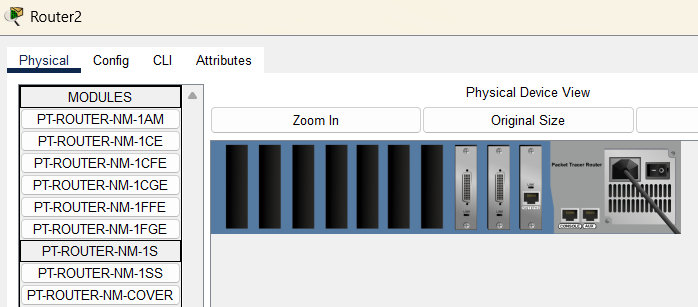 Router2
Physical Config CLI Attributes
MODULES
PT-ROUTER-NM-1AM
PT-ROUTER-NM-1CE
PT-ROUTER-NM-1CFE
PT-ROUTER-NM-1CGE
PT-ROUTER-NM-1FFE
PT-ROUTER-NM-1FGE
PT-ROUTER-NM-1S
PT-ROUTER-NM-1SS
PT-ROUTER-NM-COVER
Physical Device View
Zoom In Original Size
Packet Tracer Router
CONSOLE AUX